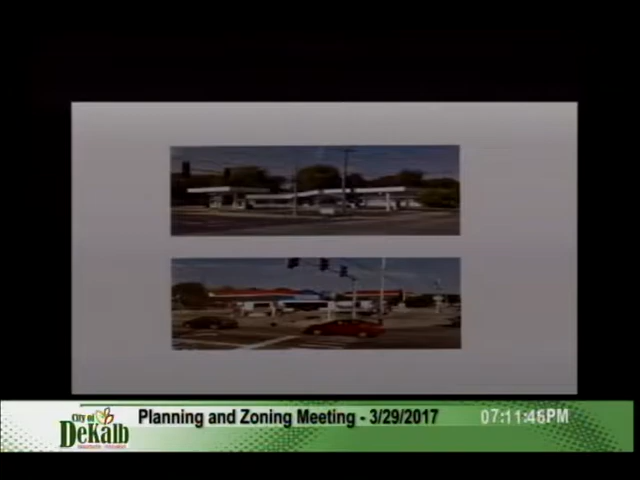 City of
DeKalb
Planning and Zoning Meeting - 3/29/2017
07:11:46PM